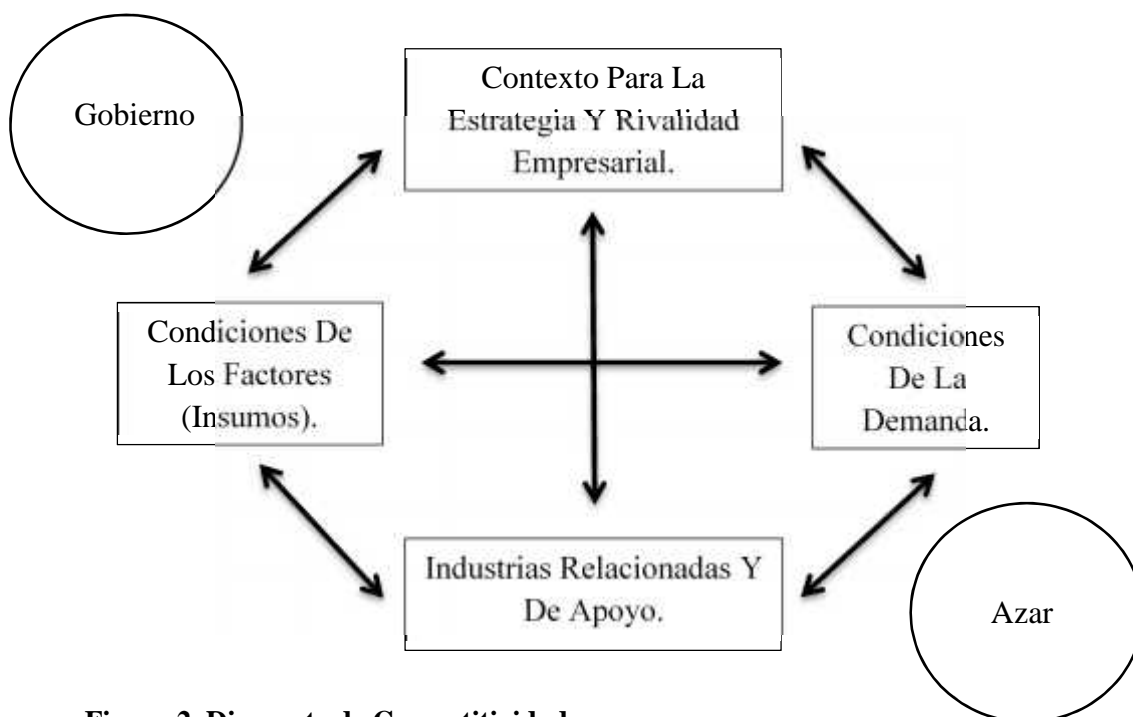 Gobierno
Contexto Para La
Estrategia Y Rivalidad
Empresarial.
Condiciones De
Los Factores
(Insumos).
Condiciones
De La
Demanda.
Industrias Relacionadas Y
De Apoyo.
Azar